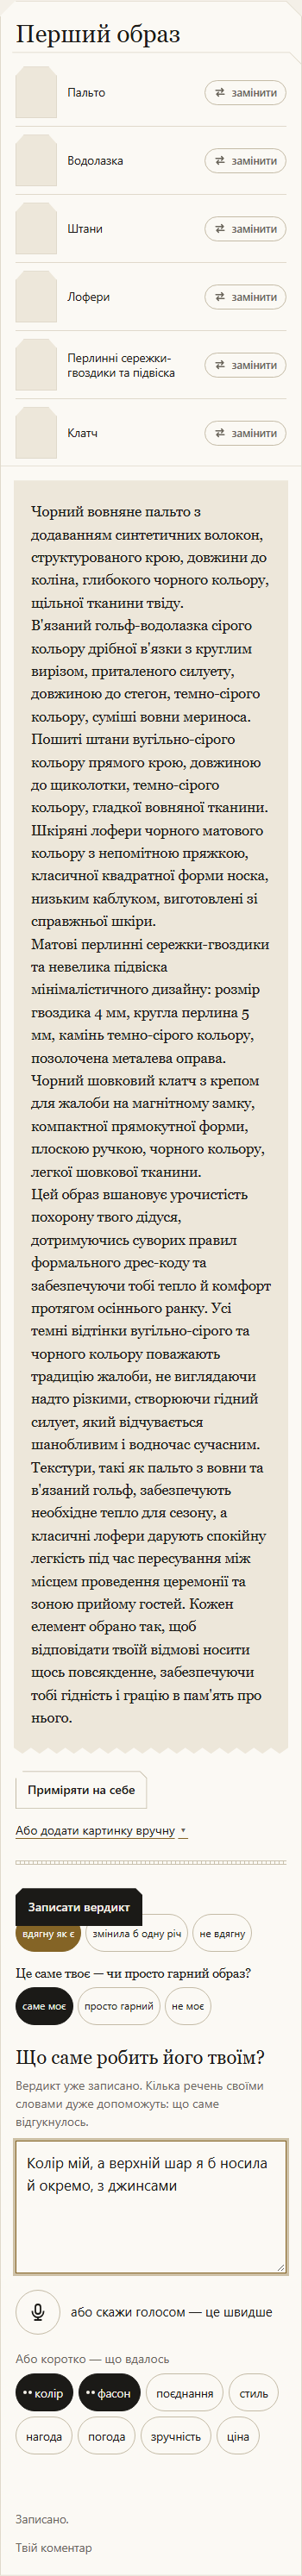 Перший образ
Пальто
замінити
Водолазка
замінити
Штани
замінити
Лофери
замінити
Перлинні сережки-
гвоздики та підвіска
замінити
Клатч
замінити
Чорний вовняне пальто з
додаванням синтетичних волокон,
структурованого крою, довжини до
коліна, глибокого чорного кольору,
щільної тканини твіду.
В'язаний гольф-водолазка сірого
кольору дрібної в'язки з круглим
вирізом, приталеного силуету,
довжиною до стегон, темно-сірого
кольору, суміші вовни мериноса.
Пошиті штани вугільно-сірого
кольору прямого крою, довжиною
до щиколотки, темно-сірого
кольору, гладкої вовняної тканини.
Шкіряні лофери чорного матового
кольору з непомітною пряжкою,
класичної квадратної форми носка,
низьким каблуком, виготовлені зі
справжньої шкіри.
Матові перлинні сережки-гвоздики
та невелика підвіска
мінімалістичного дизайну: розмір
гвоздика 4 мм, кругла перлина 5
мм, камінь темно-сірого кольору,
позолочена металева оправа.
Чорний шовковий клатч з крепом
для жалоби на магнітному замку,
компактної прямокутної форми,
плоскою ручкою, чорного кольору,
легкої шовкової тканини.
Цей образ вшановує урочистість
похорону твого дідуся,
дотримуючись суворих правил
формального дрес-коду та
забезпечуючи тобі тепло й комфорт
протягом осіннього ранку. Усі
темні відтінки вугільно-сірого та
чорного кольору поважають
традицію жалоби, не виглядаючи
надто різкими, створюючи гідний
силует, який відчувається
шанобливим і водночас сучасним.
Текстури, такі як пальто з вовни та
в'язаний гольф, забезпечують
необхідне тепло для сезону, а
класичні лофери дарують спокійну
легкість під час пересування між
місцем проведення церемонії та
зоною прийому гостей. Кожен
елемент обрано так, щоб
відповідати твоїй відмові носити
щось повсякденне, забезпечуючи
тобі гідність і грацію в пам'ять про
нього.
Приміряти на себе
Або додати картинку вручну
Записати вердикт
вдягну як є
змінила б одну річ
не вдягну
Це саме твоє — чи просто гарний образ?
саме моє
просто гарний
не моє
Що саме робить його твоїм?
Вердикт уже записано. Кілька речень своїми
словами дуже допоможуть: що саме
відгукнулось.
Колір мій, а верхній шар я б носила
й окремо, з джинсами
або скажи голосом — це швидше
Або коротко — що вдалось
колір
фасон
поєднання
стиль
нагода
погода
зручність
ціна
Записано.
Твій коментар